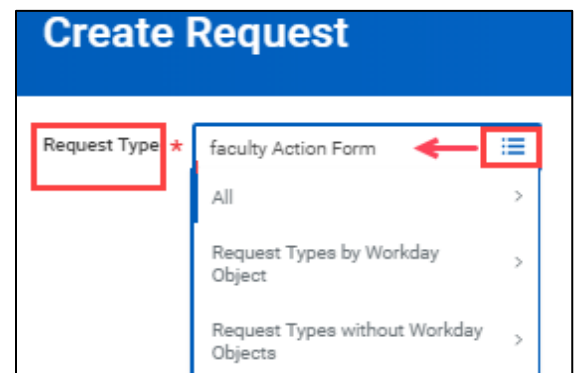 Create Request
Request Type * faculty Action Form
All
Request Types by Workday
Object
Request Types without Workday
Objects